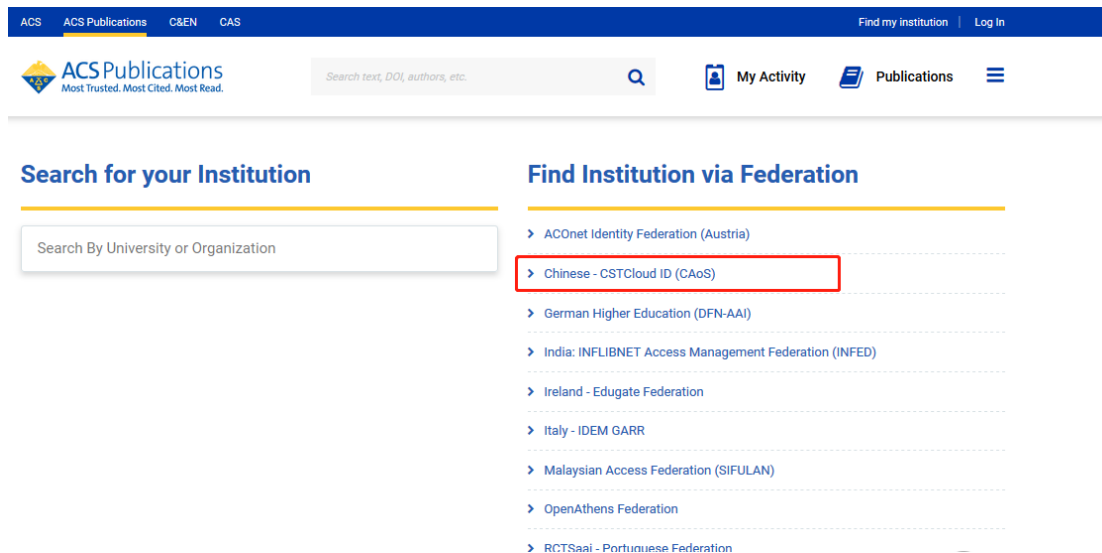 ACS ACS Publications C&EN CAS Find my institution | Log In
ACS Publications
Most Trusted. Most Cited. Most Read.
Search text, DOI, authors, etc.
My Activity
Publications
Search for your Institution
Search By University or Organization
Find Institution via Federation
ACOnet Identity Federation (Austria)
Chinese - CSTCloud ID (CAoS)
German Higher Education (DFN-AAI)
India: INFLIBNET Access Management Federation (INFED)
Ireland - Edugate Federation
Italy - IDEM GARR
Malaysian Access Federation (SIFULAN)
OpenAthens Federation
RCTSaai - Portuguese Federation